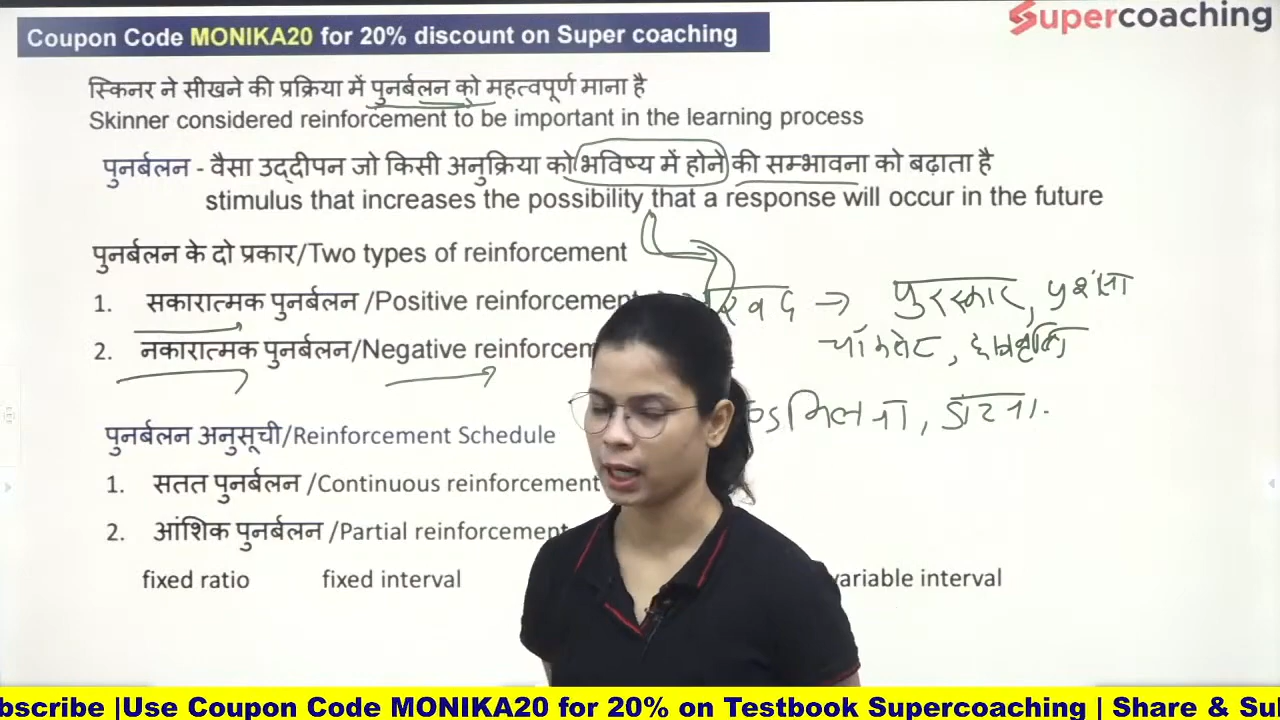 Supercoaching
Coupon Code MONIKA20 for 20% discount on Super coaching
स्किनर ने सीखने की प्रक्रिया में पुनर्बलन को महत्वपूर्ण माना है
Skinner considered reinforcement to be important in the learning process
पुनर्बलन - वैसा उद्दीपन जो किसी अनुक्रिया को भविष्य में होने की सम्भावना को बढ़ाता है
stimulus that increases the possibility that a response will occur in the future
पुनर्बलन के दो प्रकार/Two types of reinforcement
1. सकारात्मक पुनर्बलन /Positive reinforcement
→ पुरस्कार, प्रशंसा
चॉकलेट,
2. नकारात्मक पुनर्बलन/Negative reinforcem
मिलना, डांटना.
पुनर्बलन अनुसूची/Reinforcement Schedule
1. सतत पुनर्बलन /Continuous reinforcement
2. आंशिक पुनर्बलन /Partial reinforcement
fixed ratio fixed interval variable interval
bscribe |Use Coupon Code MONIKA20 for 20% on Testbook Supercoaching | Share & Su